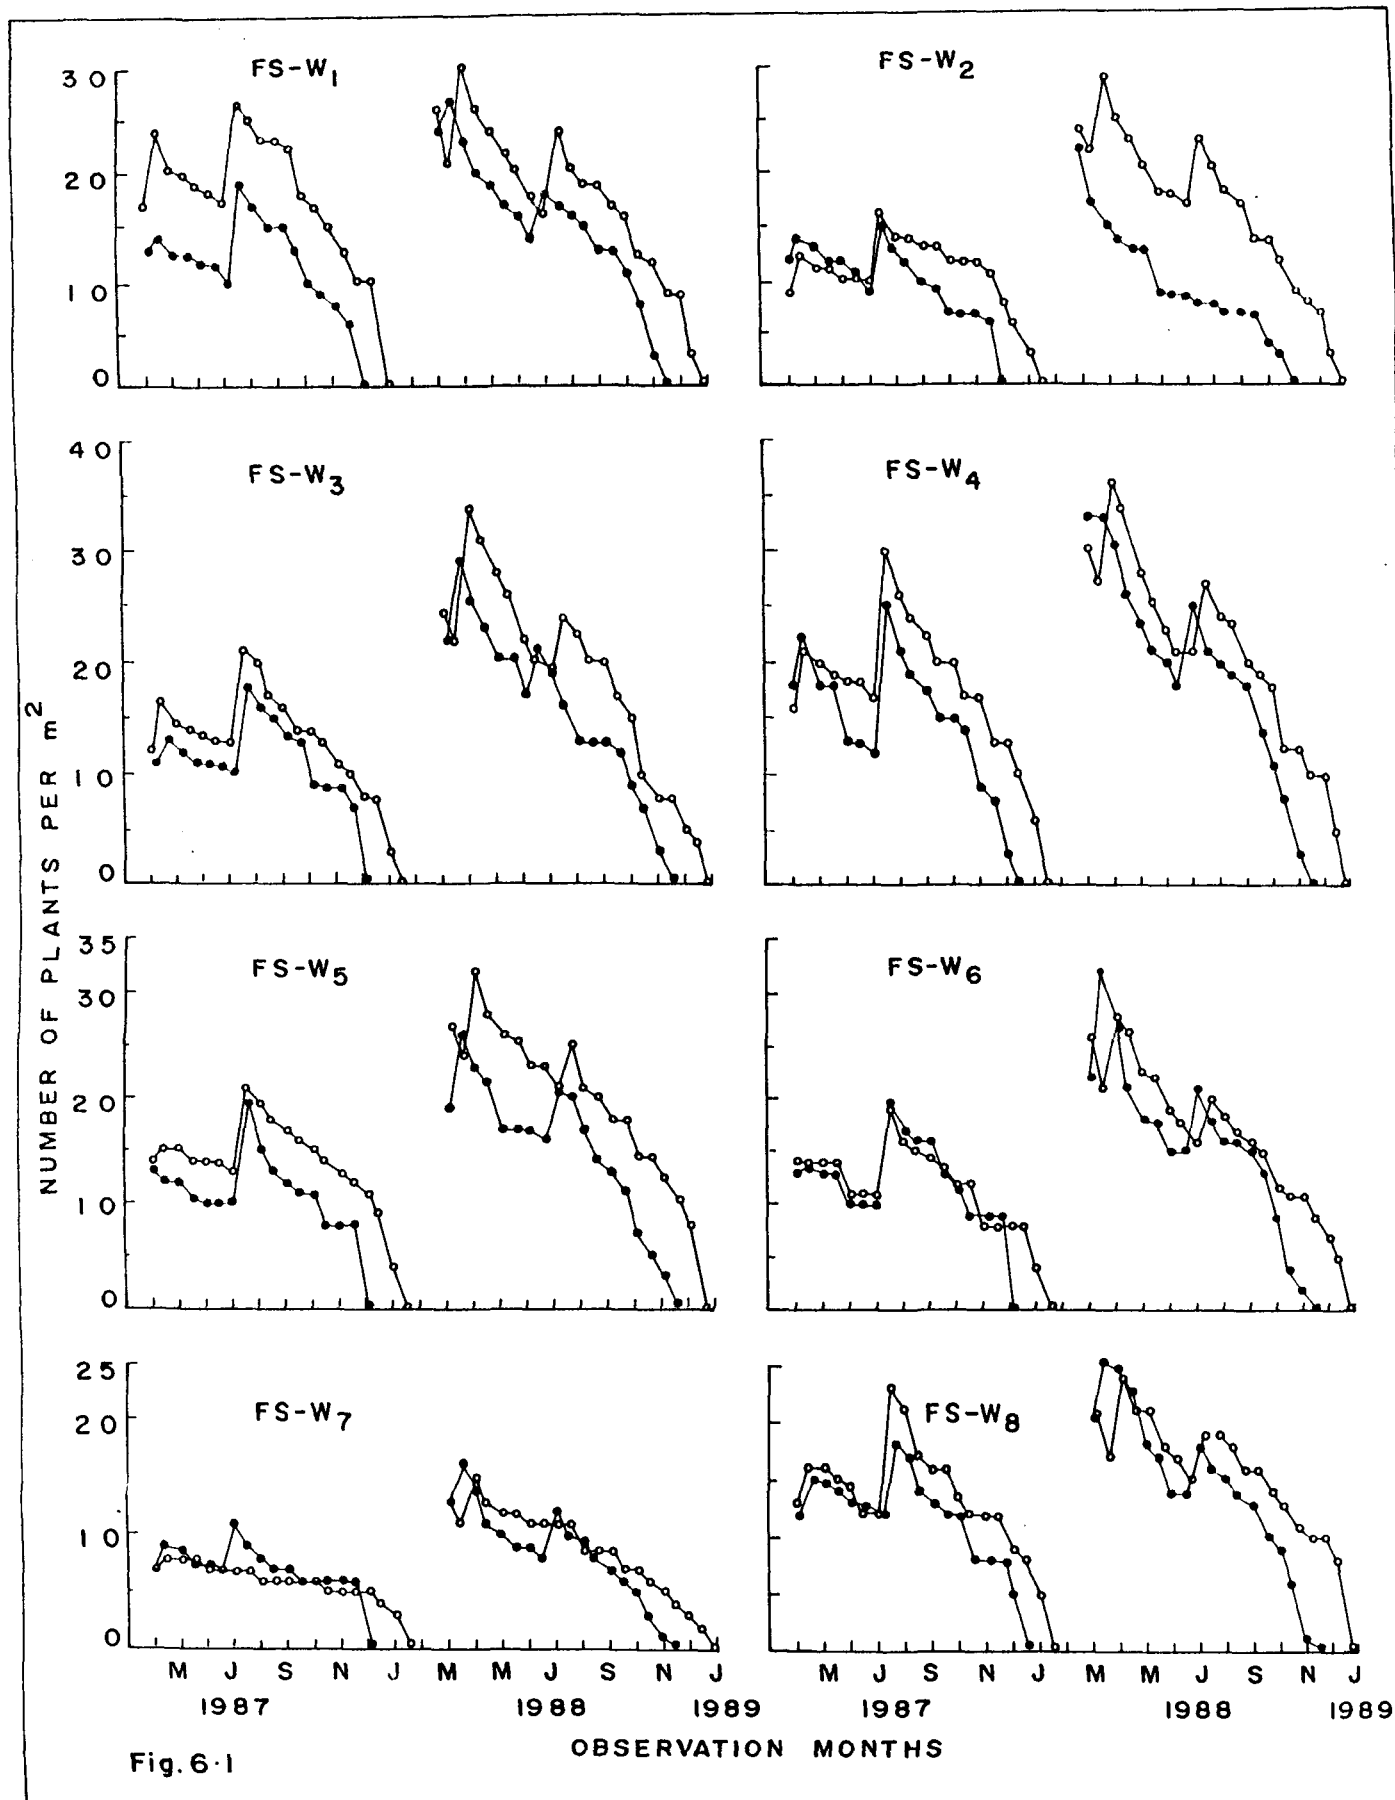 FS-W1
FS-W2
30
20
10
0
FS-W3
FS-W4
40
30
20
10
0
NUMBER OF PLANTS PER m2
FS-W5
FS-W6
35
30
20
10
0
FS-W7
FS-W8
25
20
10
0
M J S N J M M J S N J
M J S N J M M J S N J
1987 1988 1989
1987 1988 1989
OBSERVATION MONTHS
Fig. 6·1